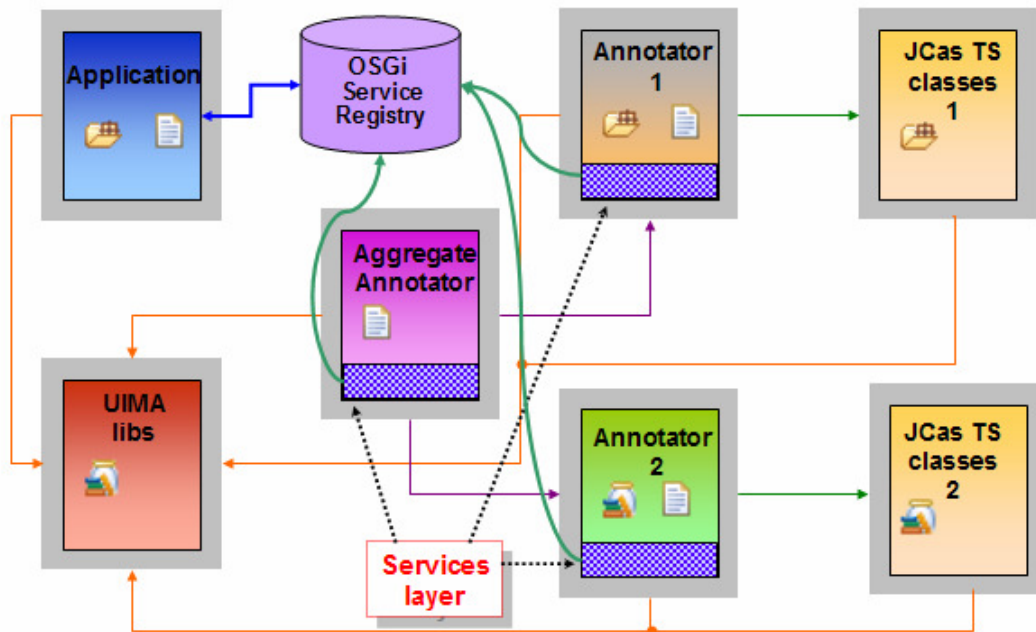 Application
OSGi
Service
Registry
Annotator
1
JCas TS
classes
1
Aggregate
Annotator
UIMA
libs
Annotator
2
JCas TS
classes
2
Services
layer